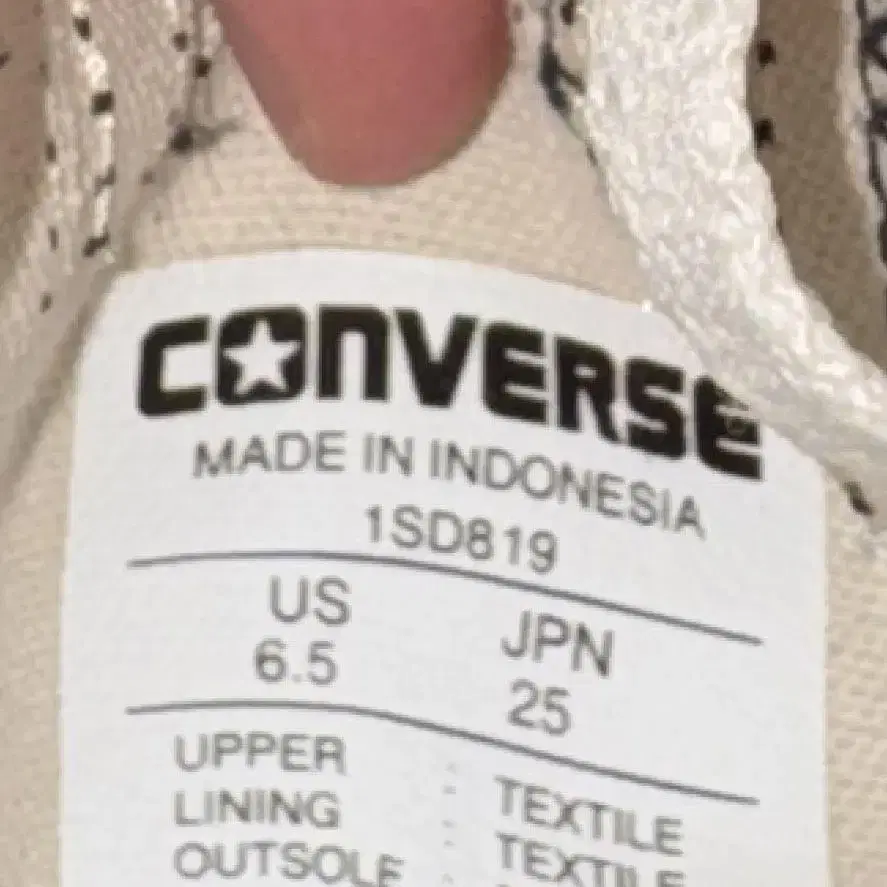 CONVERSE
MADE IN INDONESIA
1SD819
US JPN
6.5 25
UPPER : TEXTILE
LINING : TEXTILE
OUTSOLE :